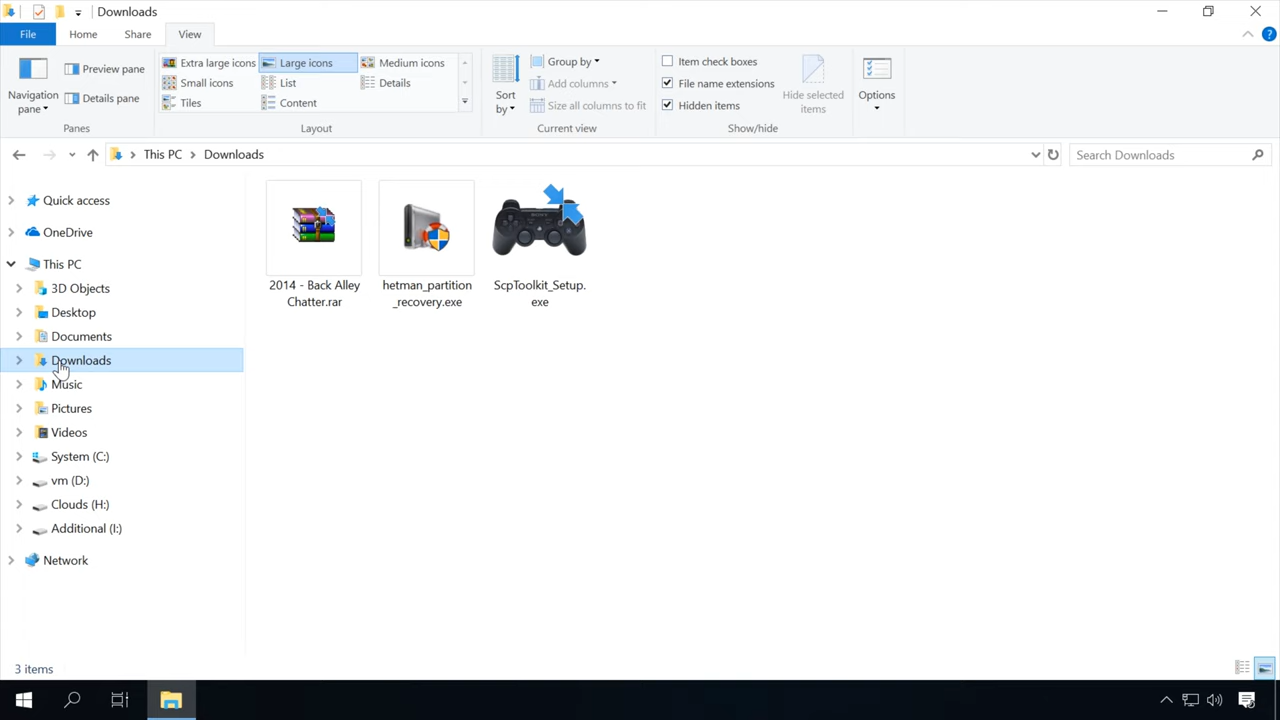 Downloads
File
Home
Share
View
Navigation
pane
Preview pane
Details pane
Panes
Extra large icons
Large icons
Medium icons
Small icons
List
Details
Tiles
Content
Layout
Sort
by
Group by
Add columns
Size all columns to fit
Current view
Item check boxes
File name extensions
Hidden items
Hide selected
items
Show/hide
Options
This PC
Downloads
Search Downloads
Quick access
OneDrive
This PC
3D Objects
Desktop
Documents
Downloads
Music
Pictures
Videos
System (C:)
vm (D:)
Clouds (H:)
Additional (I:)
Network
2014 - Back Alley
Chatter.rar
hetman_partition
_recovery.exe
ScpToolkit_Setup.
exe
3 items